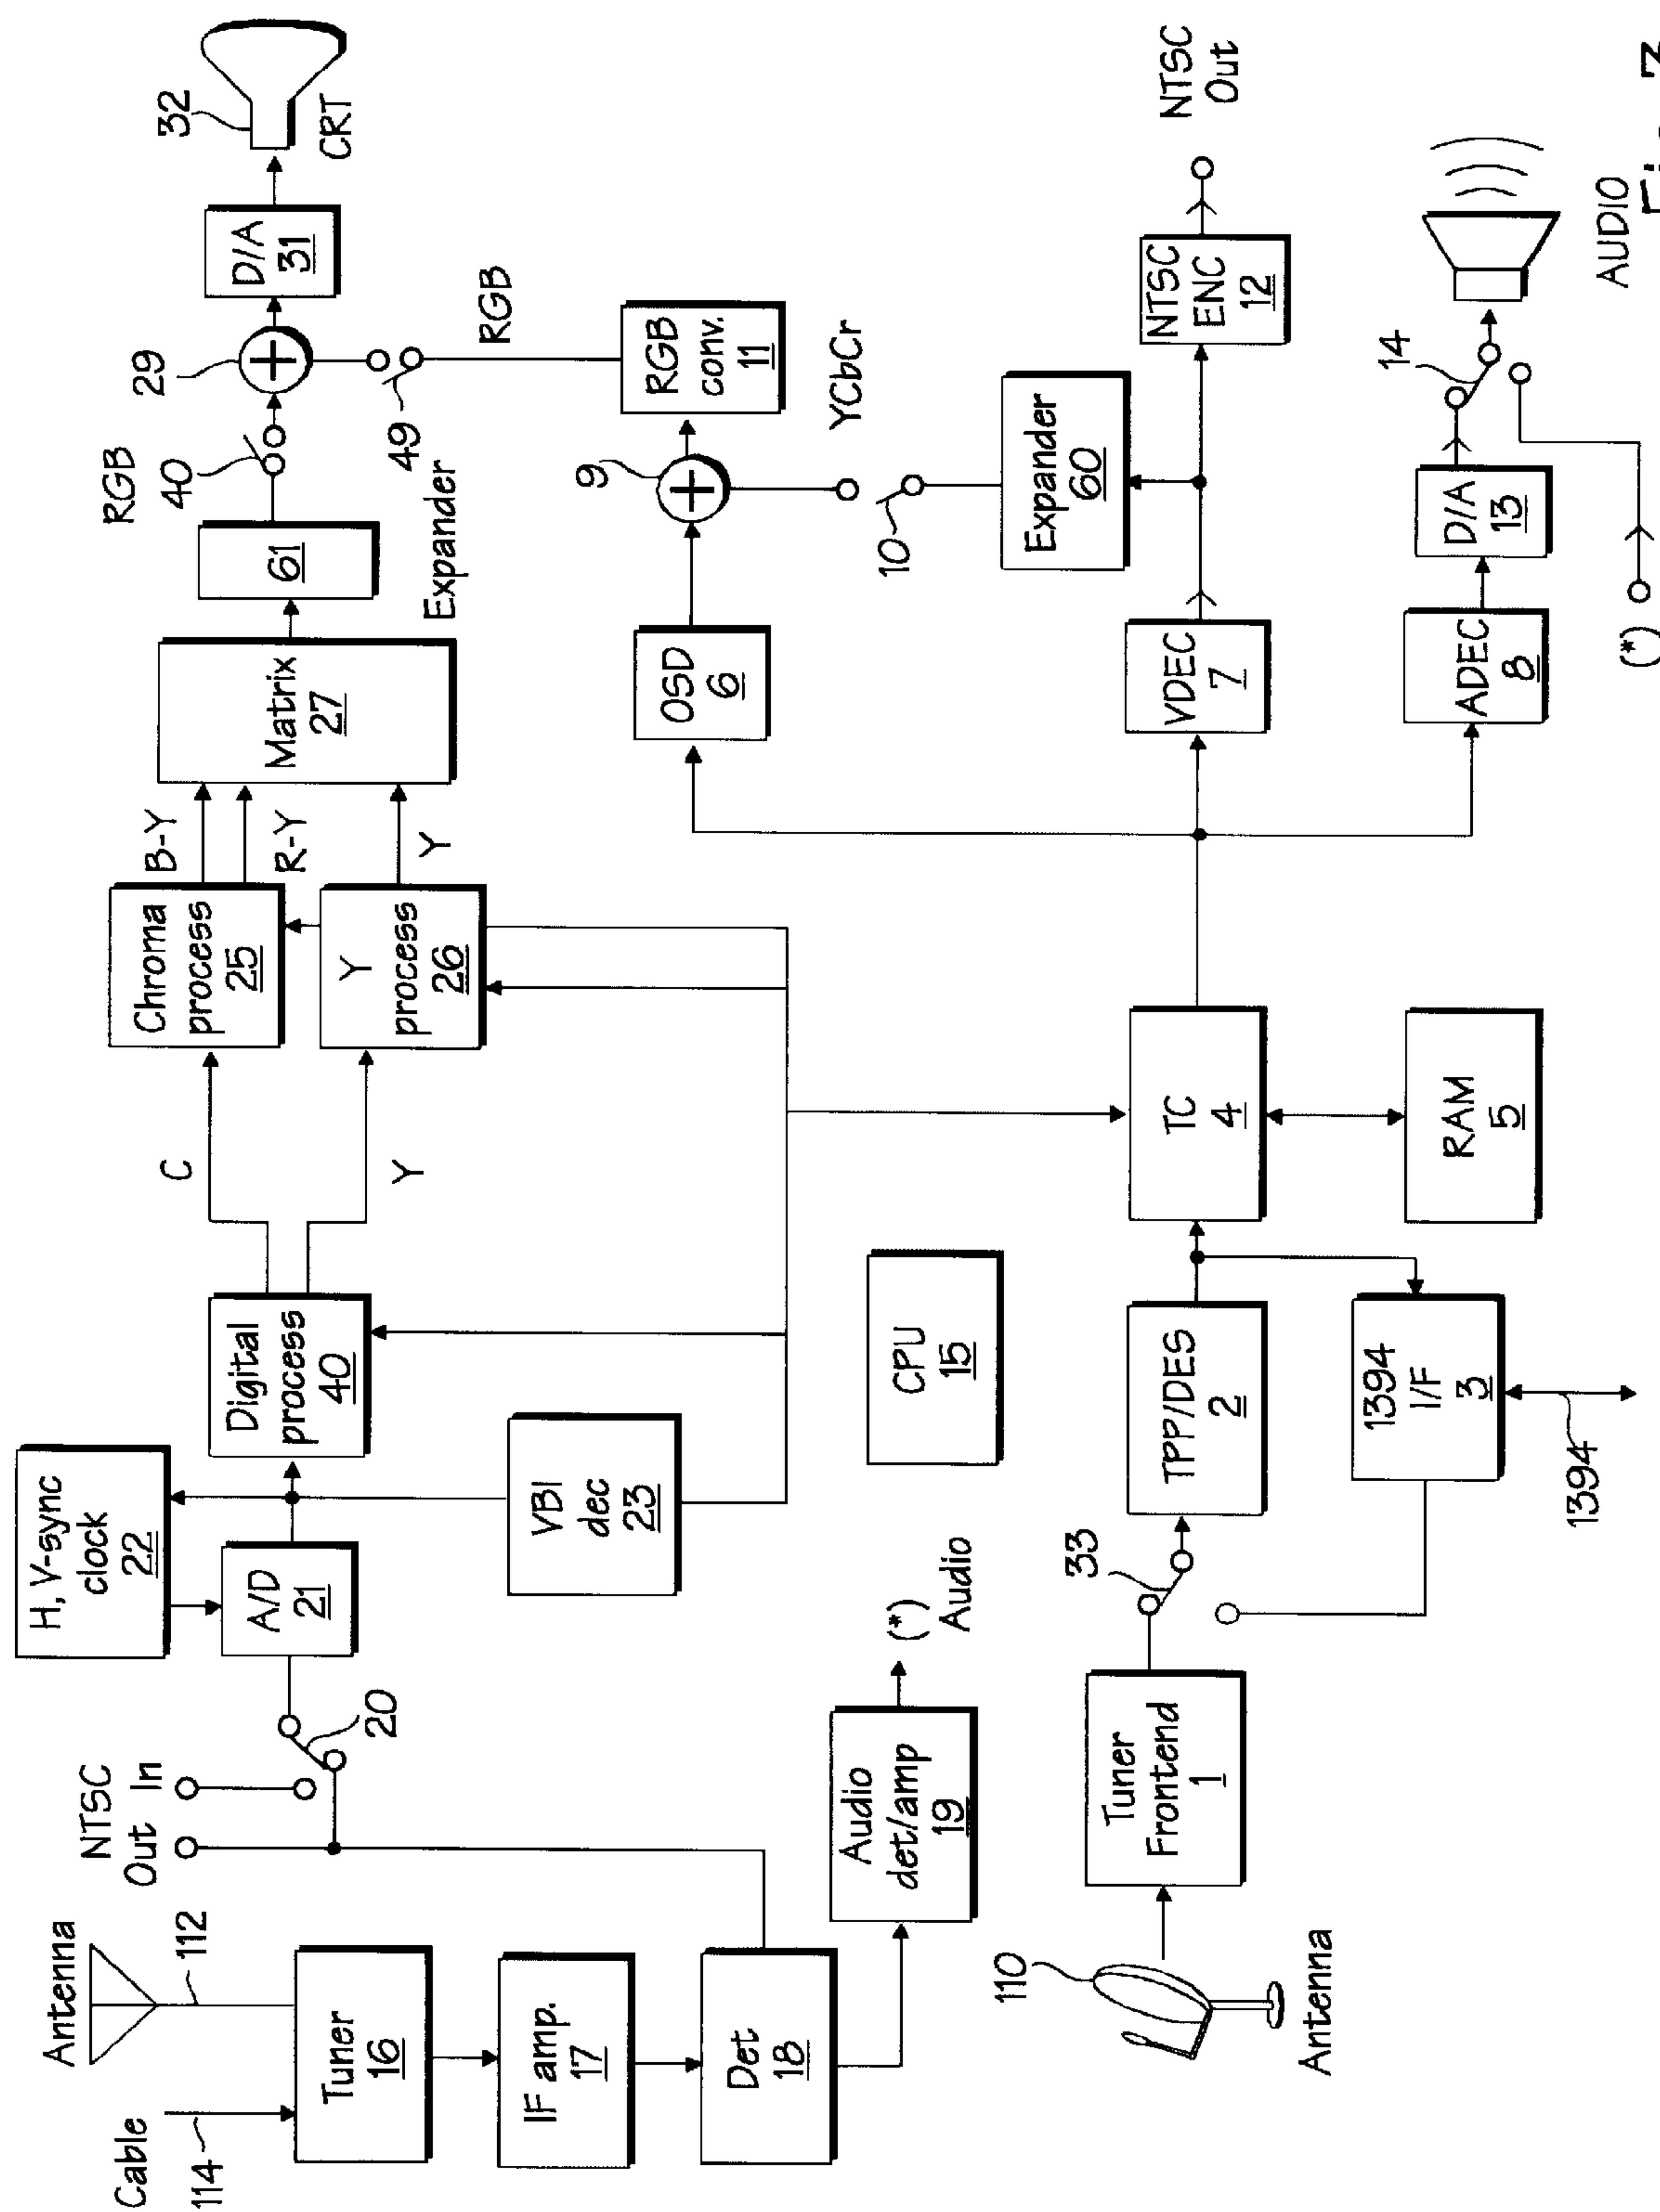 Cable
114
Antenna
112
Tuner
16
IF amp.
17
Det
18
NTSC
Out In
20
H, V-sync
clock
22
A/D
21
VBI
dec
23
Digital
process
40
C
Y
Chroma
process
25
Y
process
26
B-Y
R-Y
Y
Matrix
27
61
Expander
RGB
40
29
49
RGB
D/A
31
32
CRT
Audio
det/amp
19
(*)
Audio
CPU
15
OSD
6
9
RGB
conv.
11
YCbCr
10
Expander
60
110
Antenna
Tuner
Frontend
1
33
TPP/DES
2
1394
I/F
3
1394
TC
4
RAM
5
VDEC
7
NTSC
ENC
12
NTSC
Out
ADEC
8
D/A
13
14
(*)
AUDIO